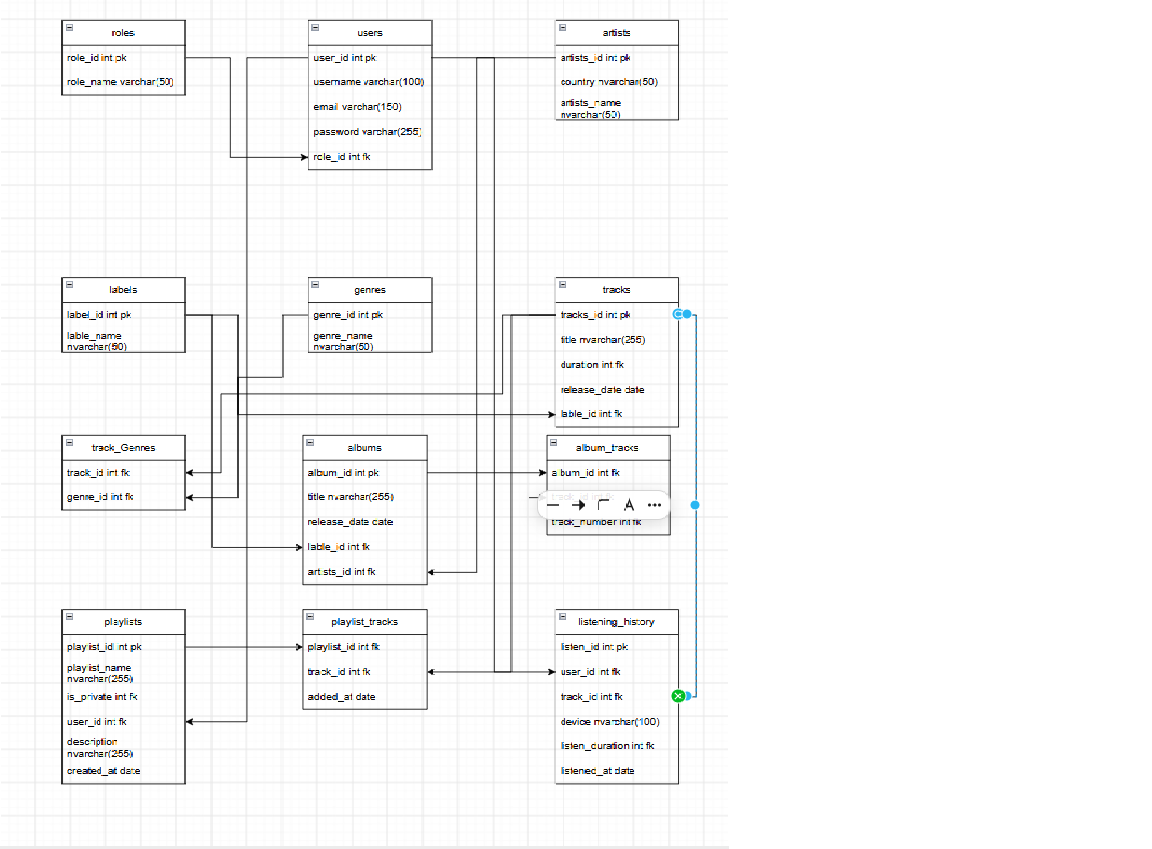 roles
role_id int pk
role_name varchar(50)
users
user_id int pk
username varchar(100)
email varchar(150)
password varchar(255)
role_id int fk
artists
artists_id int pk
country nvarchar(50)
artists_name
nvarchar(50)
labels
label_id int pk
lable_name
nvarchar(50)
genres
genre_id int pk
genre_name
nvarchar(50)
tracks
tracks_id int pk
title nvarchar(255)
duration int fk
release_date date
lable_id int fk
track_Genres
track_id int fk
genre_id int fk
albums
album_id int pk
title nvarchar(255)
release_date date
lable_id int fk
artists_id int fk
album_tracks
album_id int fk
track_id int fk
track_number int fk
playlists
playlist_id int pk
playlist_name
nvarchar(255)
is_private int fk
user_id int fk
description
nvarchar(255)
created_at date
playlist_tracks
playlist_id int fk
track_id int fk
added_at date
listening_history
listen_id int pk
user_id int fk
track_id int fk
device nvarchar(100)
listen_duration int fk
listened_at date